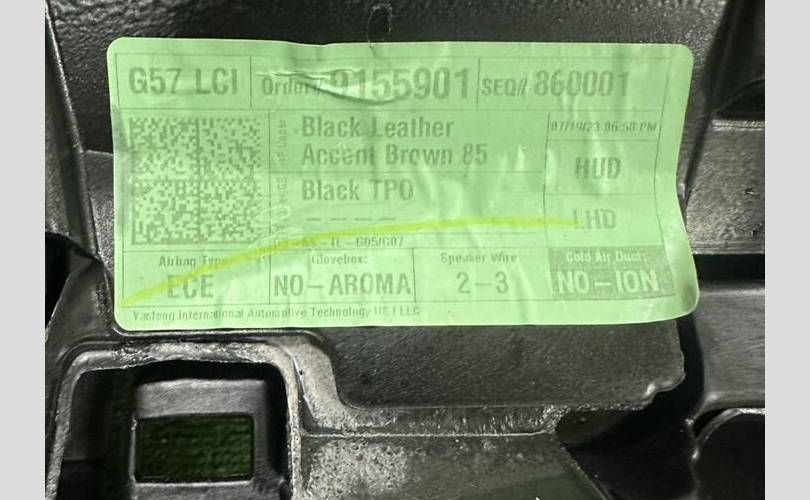 G57 LCI Order# 9155901 SEQ# 860001
Black Leather
Accent Brown 85
07/19/23 06:58 PM
HUD
Black TPO
- - - -
LHD
IL - G05/G07
Airbag Type:
ECE
Glovebox:
NO-AROMA
Speaker Wire
2-3
Cold Air Duct:
NO-ION
Yanfeng International Automotive Technology US I LLC